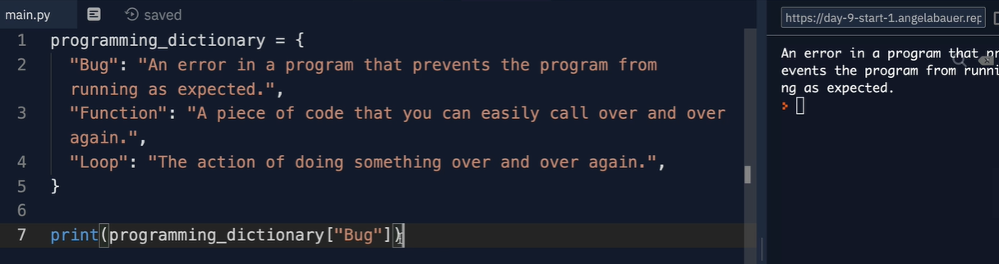 main.py saved
https://day-9-start-1.angelabauer.rep
1 programming_dictionary = {
2 "Bug": "An error in a program that prevents the program from
running as expected.",
3 "Function": "A piece of code that you can easily call over and over
again.",
4 "Loop": "The action of doing something over and over again.",
5 }
6
7 print(programming_dictionary["Bug"])
An error in a program that pr
events the program from runni
ng as expected.
>